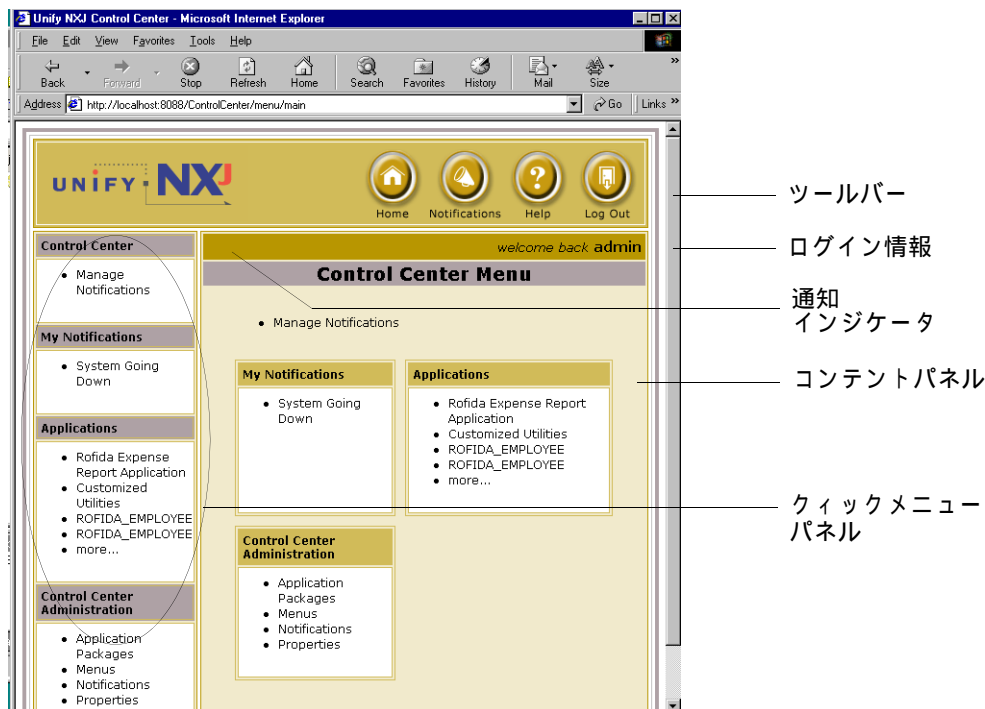 Unify NXJ Control Center - Microsoft Internet Explorer
File Edit View Favorites Tools Help
Back Forward Stop Refresh Home Search Favorites History Mail Size »
Address http://localhost:8088/ControlCenter/menu/main Go Links »
UNIFY NXJ
Home Notifications Help Log Out
ツールバー
welcome back admin
ログイン情報
Control Center Menu
通知
インジケータ
Control Center
• Manage
Notifications
My Notifications
• System Going
Down
Applications
• Rofida Expense
Report Application
• Customized
Utilities
• ROFIDA_EMPLOYEE
• ROFIDA_EMPLOYEE
• more...
Control Center
Administration
• Application
Packages
• Menus
• Notifications
• Properties
• Manage Notifications
My Notifications
• System Going
Down
Applications
• Rofida Expense Report
Application
• Customized Utilities
• ROFIDA_EMPLOYEE
• ROFIDA_EMPLOYEE
• more...
Control Center
Administration
• Application
Packages
• Menus
• Notifications
• Properties
コンテントパネル
クィックメニュー
パネル